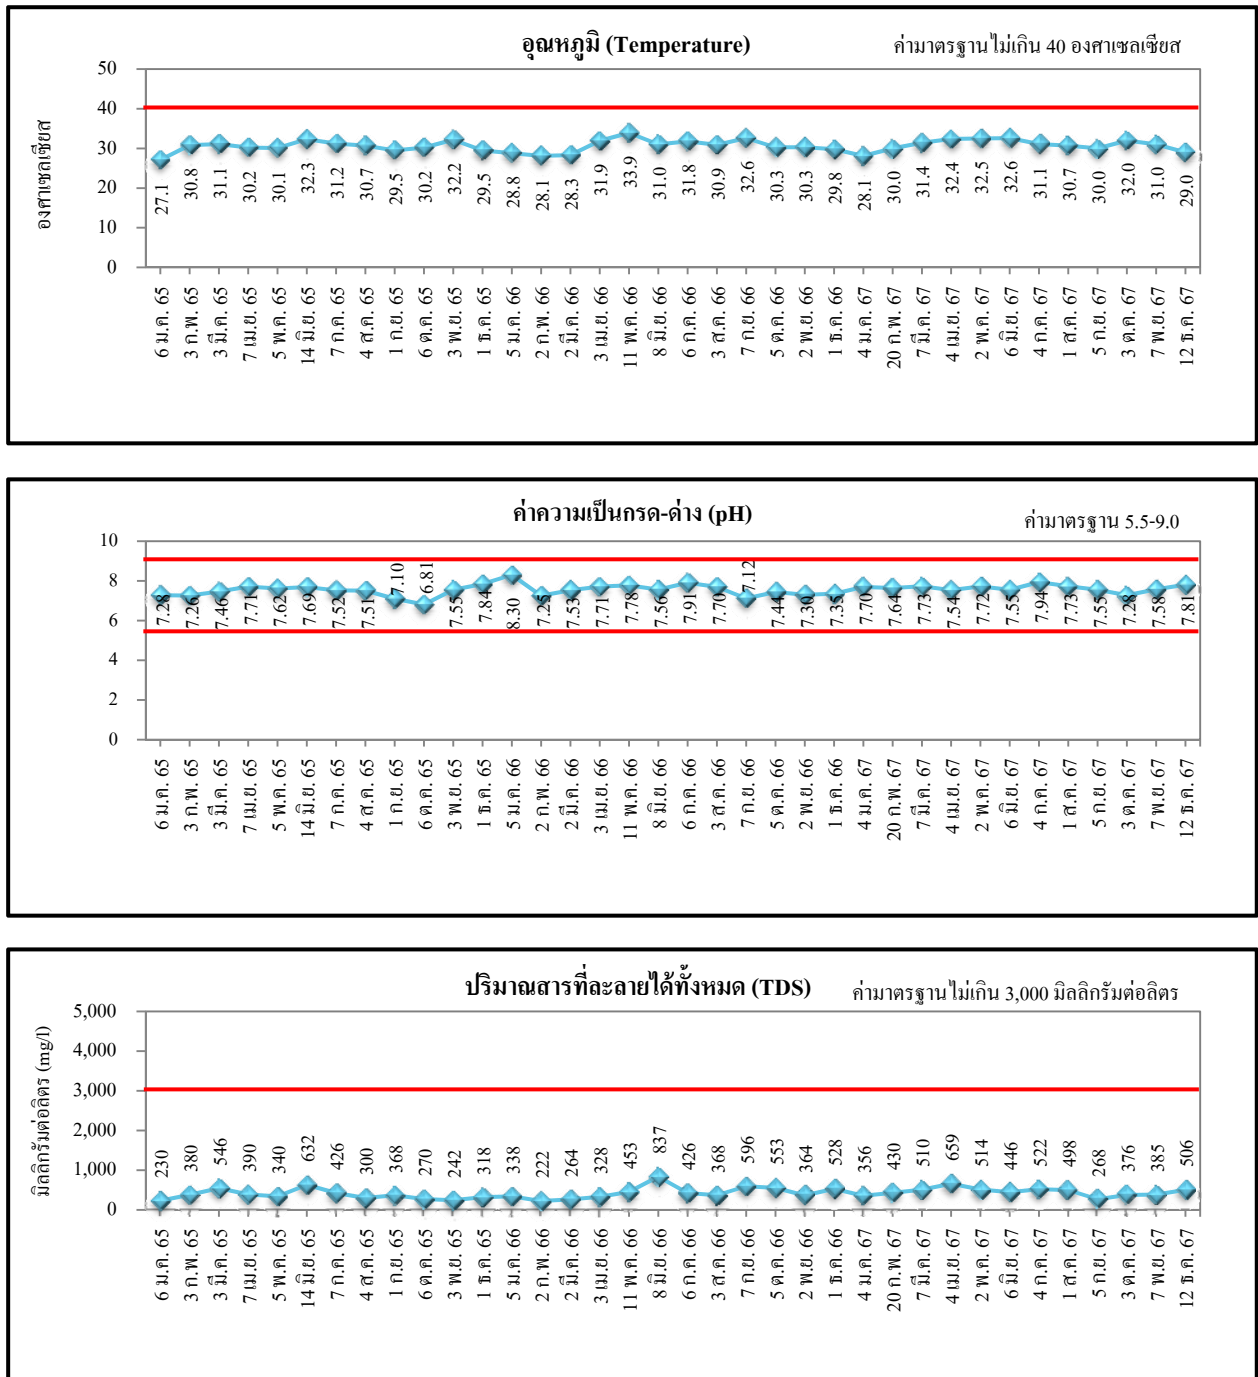 อุณหภูมิ (Temperature)
ค่ามาตรฐานไม่เกิน 40 องศาเซลเซียส
องศาเซลเซียส
50
40
30
20
10
0
27.1 30.8 31.1 30.2 30.1 32.3 31.2 30.7 29.5 30.2 32.2 29.5 28.8 28.1 28.3 31.9 33.9 31.0 31.8 30.9 32.6 30.3 30.3 29.8 28.1 30.0 31.4 32.4 32.5 32.6 31.1 30.7 30.0 32.0 31.0 29.0
6 ม.ค. 65 3 ก.พ. 65 3 มี.ค. 65 7 เม.ย. 65 5 พ.ค. 65 14 มิ.ย. 65 7 ก.ค. 65 4 ส.ค. 65 1 ก.ย. 65 6 ต.ค. 65 3 พ.ย. 65 1 ธ.ค. 65 5 ม.ค. 66 2 ก.พ. 66 2 มี.ค. 66 3 เม.ย. 66 11 พ.ค. 66 8 มิ.ย. 66 6 ก.ค. 66 3 ส.ค. 66 7 ก.ย. 66 5 ต.ค. 66 2 พ.ย. 66 1 ธ.ค. 66 4 ม.ค. 67 20 ก.พ. 67 7 มี.ค. 67 4 เม.ย. 67 2 พ.ค. 67 6 มิ.ย. 67 4 ก.ค. 67 1 ส.ค. 67 5 ก.ย. 67 3 ต.ค. 67 7 พ.ย. 67 12 ธ.ค. 67
ค่าความเป็นกรด-ด่าง (pH)
ค่ามาตรฐาน 5.5-9.0
10
8
6
4
2
0
7.28 7.26 7.46 7.71 7.62 7.69 7.52 7.51 7.10 6.81 7.55 7.84 8.30 7.25 7.53 7.71 7.78 7.56 7.91 7.70 7.12 7.44 7.30 7.35 7.70 7.64 7.73 7.54 7.72 7.55 7.94 7.73 7.55 7.28 7.58 7.81
6 ม.ค. 65 3 ก.พ. 65 3 มี.ค. 65 7 เม.ย. 65 5 พ.ค. 65 14 มิ.ย. 65 7 ก.ค. 65 4 ส.ค. 65 1 ก.ย. 65 6 ต.ค. 65 3 พ.ย. 65 1 ธ.ค. 65 5 ม.ค. 66 2 ก.พ. 66 2 มี.ค. 66 3 เม.ย. 66 11 พ.ค. 66 8 มิ.ย. 66 6 ก.ค. 66 3 ส.ค. 66 7 ก.ย. 66 5 ต.ค. 66 2 พ.ย. 66 1 ธ.ค. 66 4 ม.ค. 67 20 ก.พ. 67 7 มี.ค. 67 4 เม.ย. 67 2 พ.ค. 67 6 มิ.ย. 67 4 ก.ค. 67 1 ส.ค. 67 5 ก.ย. 67 3 ต.ค. 67 7 พ.ย. 67 12 ธ.ค. 67
ปริมาณสารที่ละลายได้ทั้งหมด (TDS)
ค่ามาตรฐานไม่เกิน 3,000 มิลลิกรัมต่อลิตร
มิลลิกรัมต่อลิตร (mg/l)
5,000
4,000
3,000
2,000
1,000
0
230 380 546 390 340 632 426 300 368 270 242 318 338 222 264 328 453 837 426 368 596 553 364 528 356 430 510 659 514 446 522 498 268 376 385 506
6 ม.ค. 65 3 ก.พ. 65 3 มี.ค. 65 7 เม.ย. 65 5 พ.ค. 65 14 มิ.ย. 65 7 ก.ค. 65 4 ส.ค. 65 1 ก.ย. 65 6 ต.ค. 65 3 พ.ย. 65 1 ธ.ค. 65 5 ม.ค. 66 2 ก.พ. 66 2 มี.ค. 66 3 เม.ย. 66 11 พ.ค. 66 8 มิ.ย. 66 6 ก.ค. 66 3 ส.ค. 66 7 ก.ย. 66 5 ต.ค. 66 2 พ.ย. 66 1 ธ.ค. 66 4 ม.ค. 67 20 ก.พ. 67 7 มี.ค. 67 4 เม.ย. 67 2 พ.ค. 67 6 มิ.ย. 67 4 ก.ค. 67 1 ส.ค. 67 5 ก.ย. 67 3 ต.ค. 67 7 พ.ย. 67 12 ธ.ค. 67